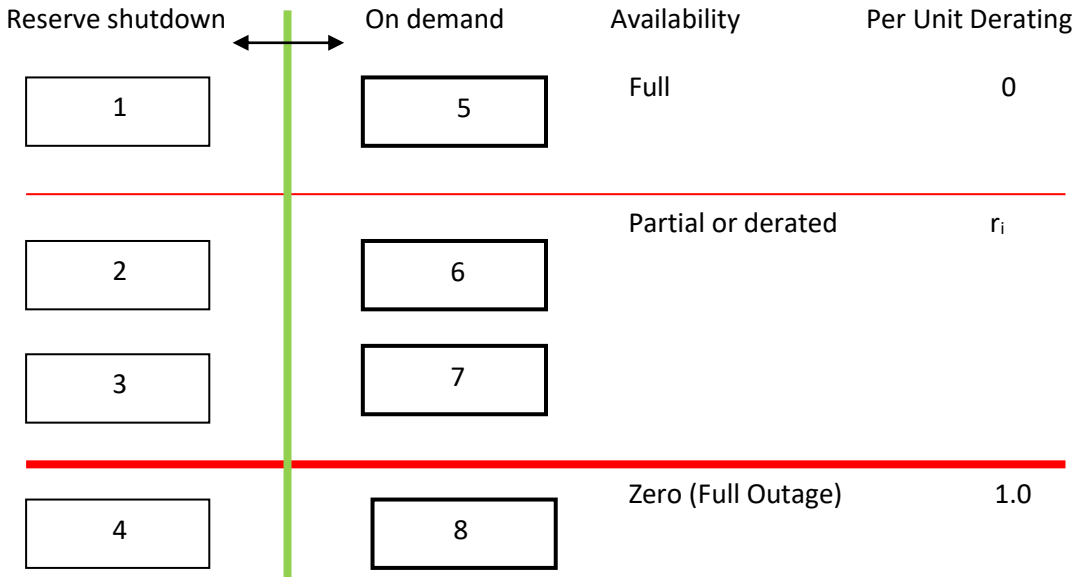 Reserve shutdown On demand Availability Per Unit Derating
1 5 Full 0
Partial or derated rᵢ
2 6
3 7
Zero (Full Outage) 1.0
4 8